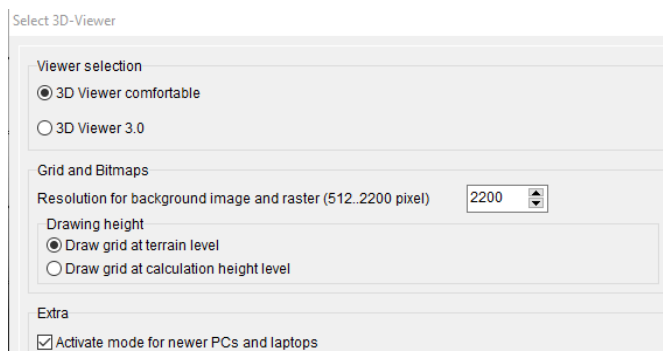 Select 3D-Viewer
Viewer selection
3D Viewer comfortable
3D Viewer 3.0
Grid and Bitmaps
Resolution for background image and raster (512..2200 pixel) 2200
Drawing height
Draw grid at terrain level
Draw grid at calculation height level
Extra
Activate mode for newer PCs and laptops